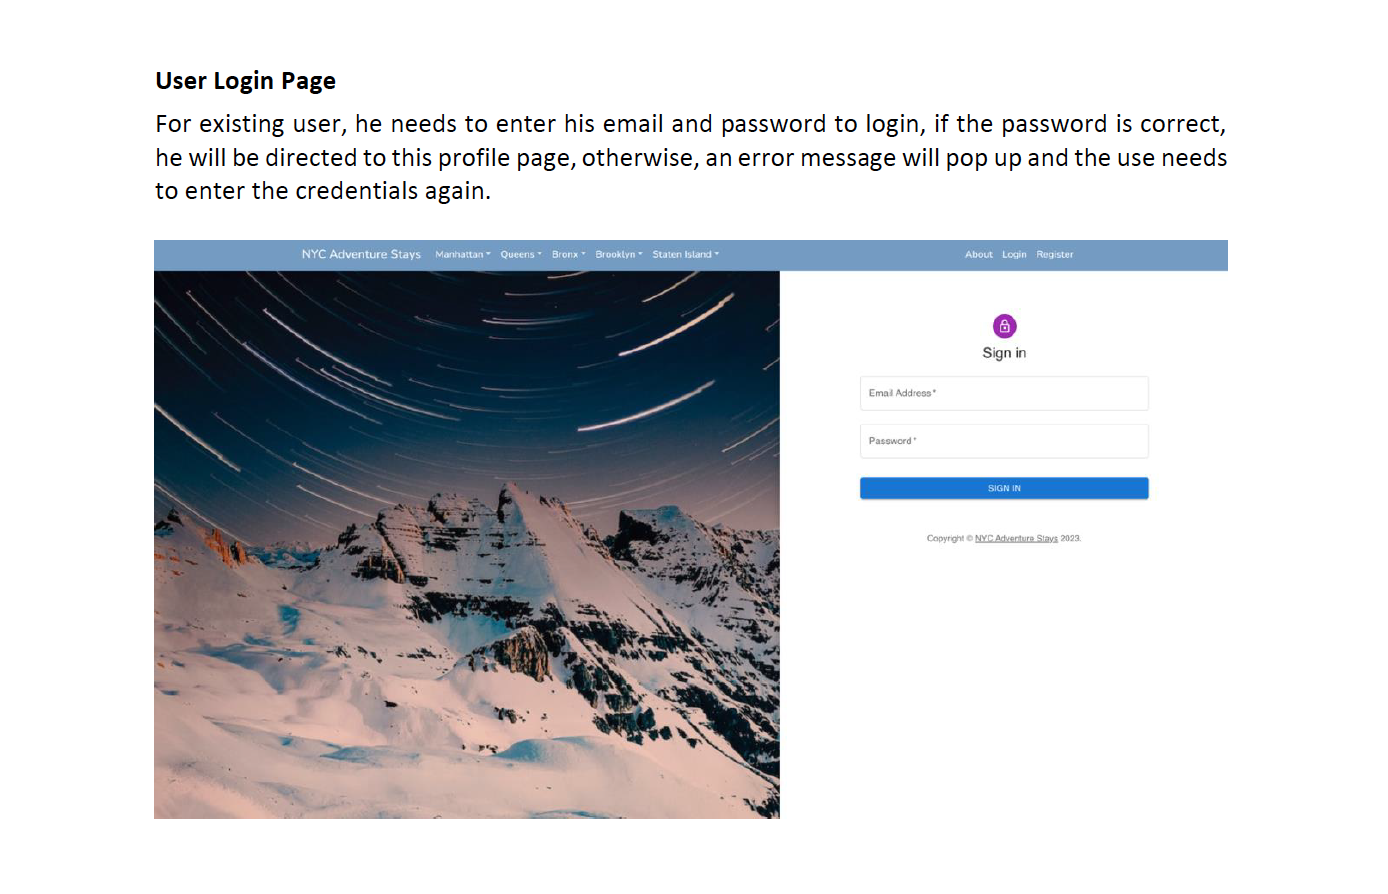 User Login Page
For existing user, he needs to enter his email and password to login, if the password is correct,
he will be directed to this profile page, otherwise, an error message will pop up and the use needs
to enter the credentials again.
NYC Adventure Stays Manhattan Queens Bronx Brooklyn Staten Island About Login Register
Sign in
Email Address *
Password *
SIGN IN
Copyright © NYC Adventure Stays 2023.